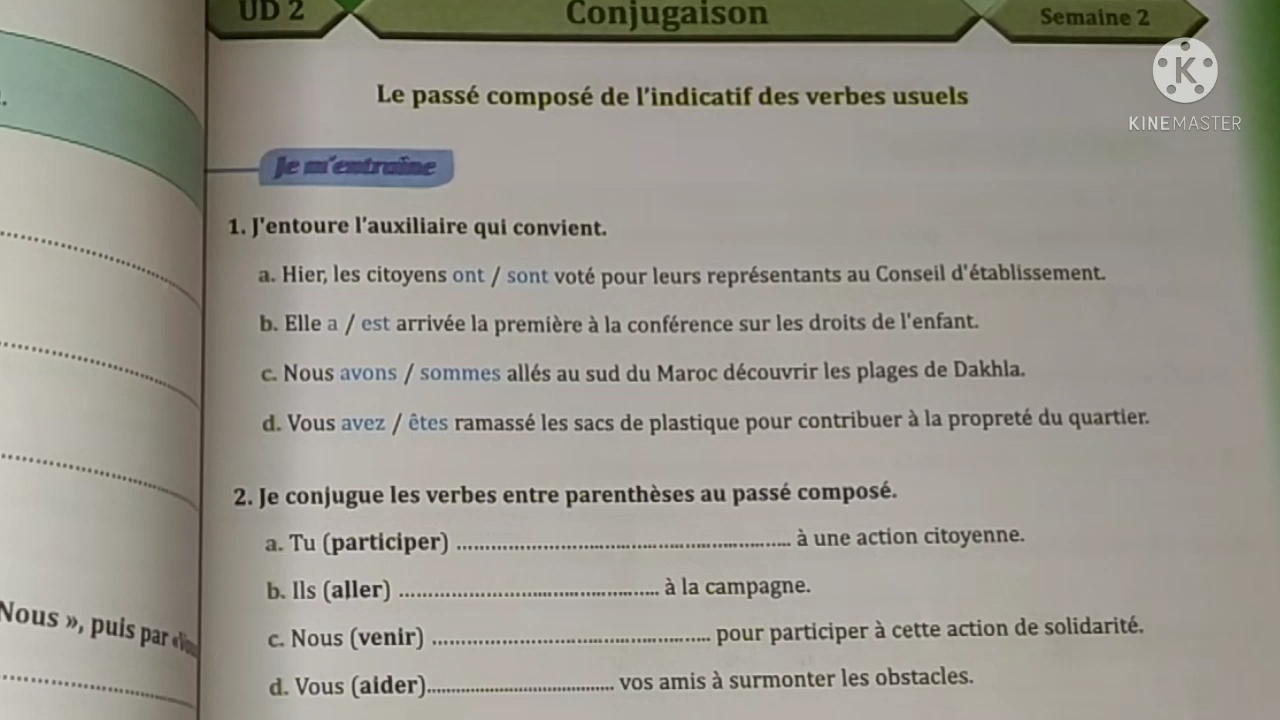 UD 2
Conjugaison
Semaine 2
KINEMASTER
Le passé composé de l'indicatif des verbes usuels
Je m'entraîne
1. J'entoure l'auxiliaire qui convient.
a. Hier, les citoyens ont / sont voté pour leurs représentants au Conseil d'établissement.
b. Elle a / est arrivée la première à la conférence sur les droits de l'enfant.
c. Nous avons / sommes allés au sud du Maroc découvrir les plages de Dakhla.
d. Vous avez / êtes ramassé les sacs de plastique pour contribuer à la propreté du quartier.
2. Je conjugue les verbes entre parenthèses au passé composé.
a. Tu (participer) ........................................ à une action citoyenne.
b. Ils (aller) ........................................ à la campagne.
c. Nous (venir) ........................................ pour participer à cette action de solidarité.
d. Vous (aider)........................................ vos amis à surmonter les obstacles.
Nous », puis par